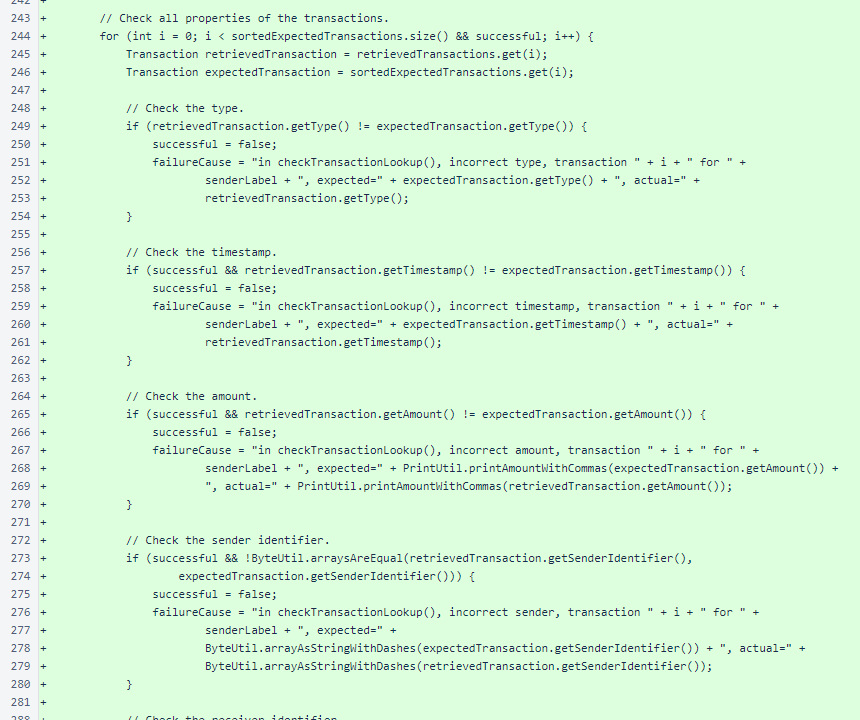 242 +
243 +         // Check all properties of the transactions.
244 +         for (int i = 0; i < sortedExpectedTransactions.size() && successful; i++) {
245 +             Transaction retrievedTransaction = retrievedTransactions.get(i);
246 +             Transaction expectedTransaction = sortedExpectedTransactions.get(i);
247 +
248 +             // Check the type.
249 +             if (retrievedTransaction.getType() != expectedTransaction.getType()) {
250 +                 successful = false;
251 +                 failureCause = "in checkTransactionLookup(), incorrect type, transaction " + i + " for " +
252 +                         senderLabel + ", expected=" + expectedTransaction.getType() + ", actual=" +
253 +                         retrievedTransaction.getType();
254 +             }
255 +
256 +             // Check the timestamp.
257 +             if (successful && retrievedTransaction.getTimestamp() != expectedTransaction.getTimestamp()) {
258 +                 successful = false;
259 +                 failureCause = "in checkTransactionLookup(), incorrect timestamp, transaction " + i + " for " +
260 +                         senderLabel + ", expected=" + expectedTransaction.getTimestamp() + ", actual=" +
261 +                         retrievedTransaction.getTimestamp();
262 +             }
263 +
264 +             // Check the amount.
265 +             if (successful && retrievedTransaction.getAmount() != expectedTransaction.getAmount()) {
266 +                 successful = false;
267 +                 failureCause = "in checkTransactionLookup(), incorrect amount, transaction " + i + " for " +
268 +                         senderLabel + ", expected=" + PrintUtil.printAmountWithCommas(expectedTransaction.getAmount()) +
269 +                         ", actual=" + PrintUtil.printAmountWithCommas(retrievedTransaction.getAmount());
270 +             }
271 +
272 +             // Check the sender identifier.
273 +             if (successful && !ByteUtil.arraysAreEqual(retrievedTransaction.getSenderIdentifier(),
274 +                     expectedTransaction.getSenderIdentifier())) {
275 +                 successful = false;
276 +                 failureCause = "in checkTransactionLookup(), incorrect sender, transaction " + i + " for " +
277 +                         senderLabel + ", expected=" +
278 +                         ByteUtil.arrayAsStringWithDashes(expectedTransaction.getSenderIdentifier()) + ", actual=" +
279 +                         ByteUtil.arrayAsStringWithDashes(retrievedTransaction.getSenderIdentifier());
280 +             }
281 +
+             // Check the receiver identifier